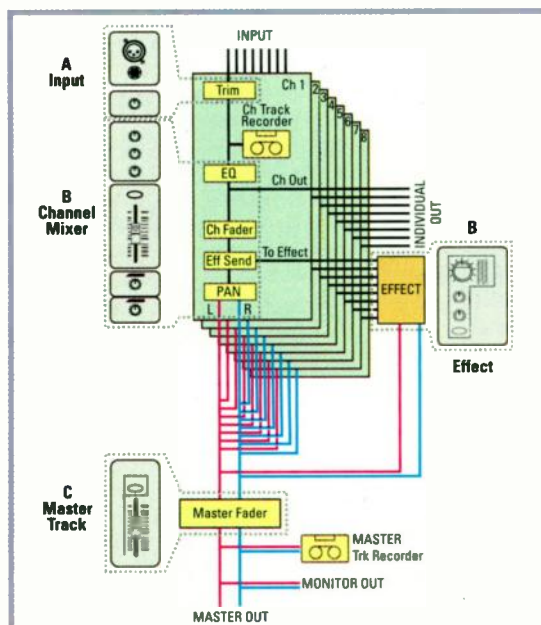 INPUT
A
Input
Ch 1
Trim
2
3
4
5
6
7
8
Ch Track
Recorder
EQ
Ch Out
B
Channel
Mixer
INDIVIDUAL
OUT
Ch Fader
Eff Send
To Effect
PAN
L
R
B
EFFECT
Effect
C
Master
Track
Master Fader
MASTER
Trk Recorder
MONITOR OUT
MASTER OUT